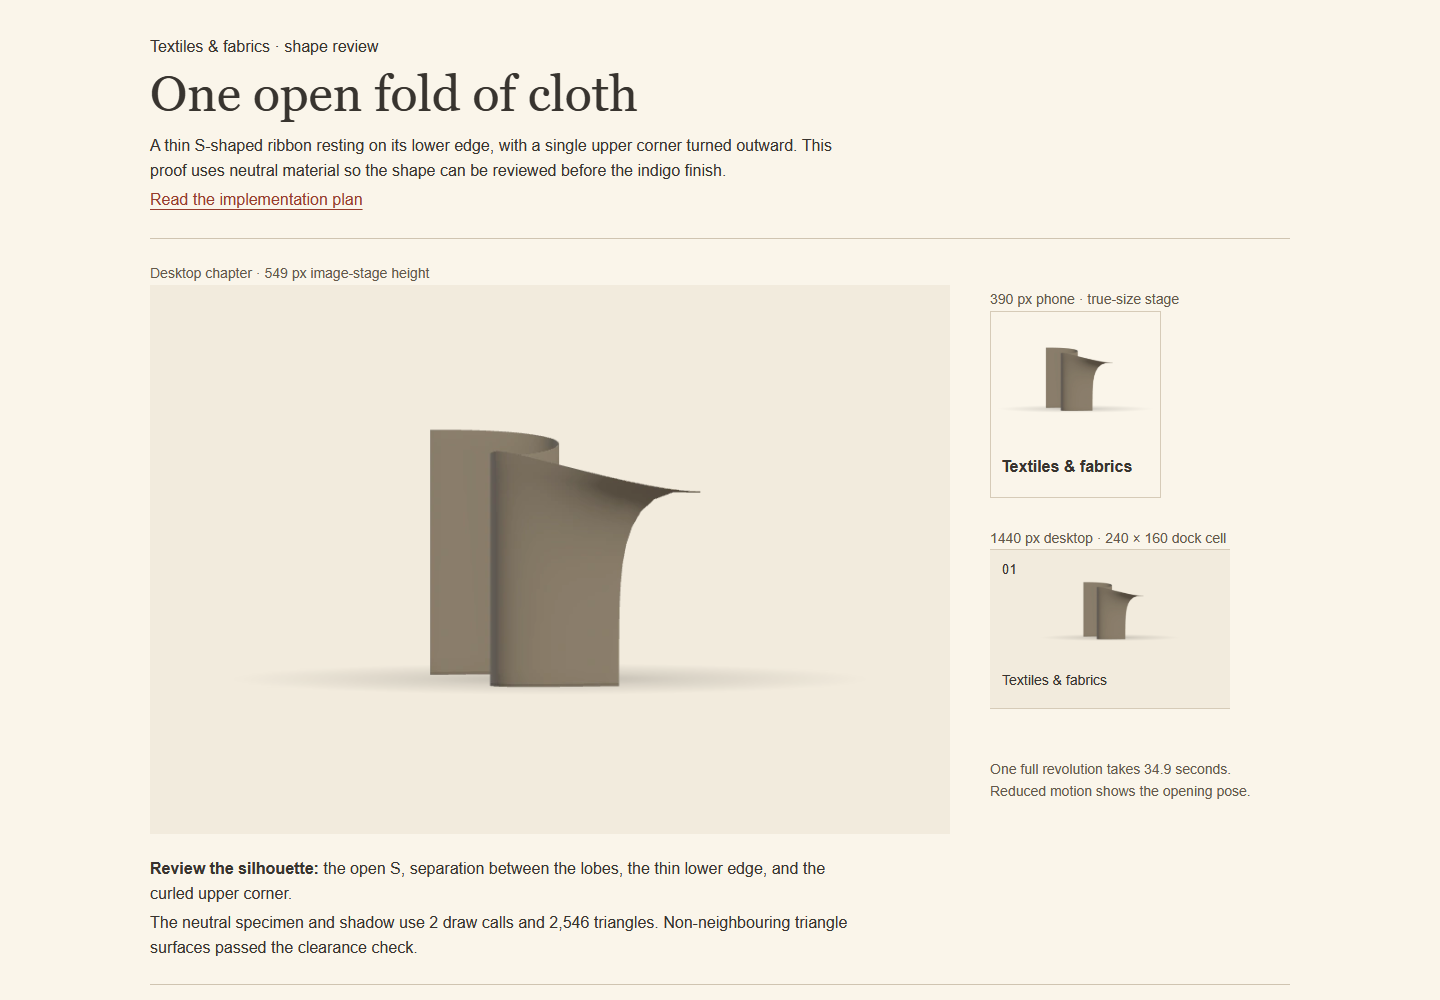 Textiles & fabrics · shape review
One open fold of cloth
A thin S-shaped ribbon resting on its lower edge, with a single upper corner turned outward. This
proof uses neutral material so the shape can be reviewed before the indigo finish.
Read the implementation plan
Desktop chapter · 549 px image-stage height
390 px phone · true-size stage
Textiles & fabrics
1440 px desktop · 240 × 160 dock cell
01
Textiles & fabrics
One full revolution takes 34.9 seconds.
Reduced motion shows the opening pose.
Review the silhouette: the open S, separation between the lobes, the thin lower edge, and the
curled upper corner.
The neutral specimen and shadow use 2 draw calls and 2,546 triangles. Non-neighbouring triangle
surfaces passed the clearance check.